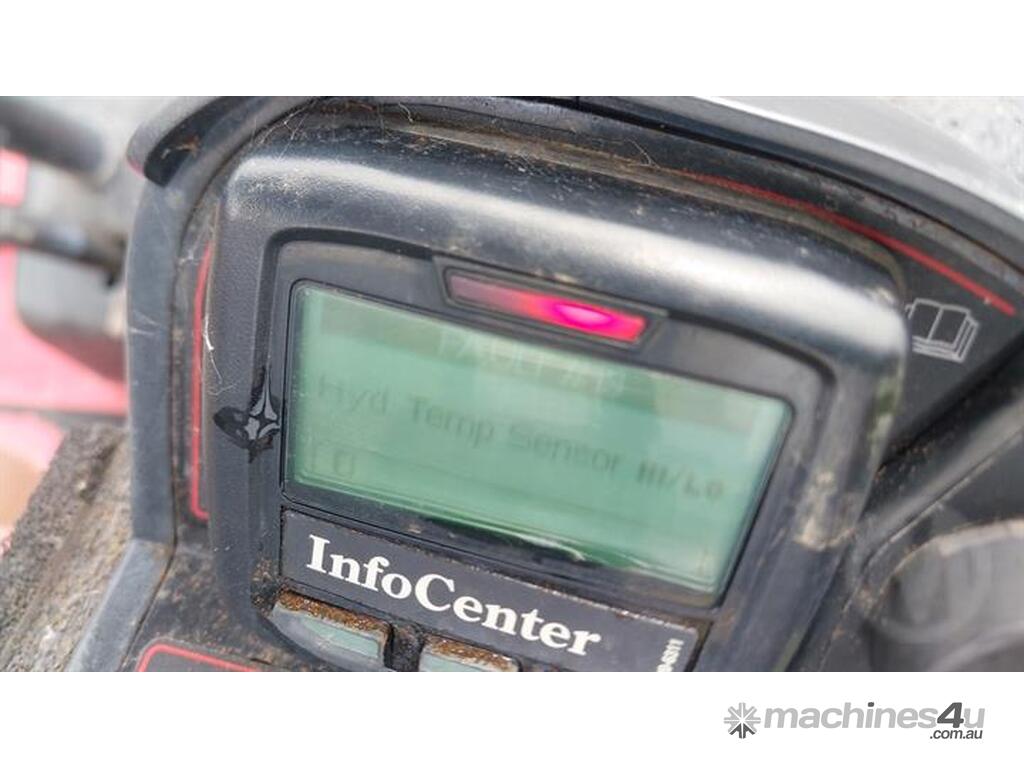 Hyd Temp Sensor HI/Lo
InfoCenter
machines4u
.com.au